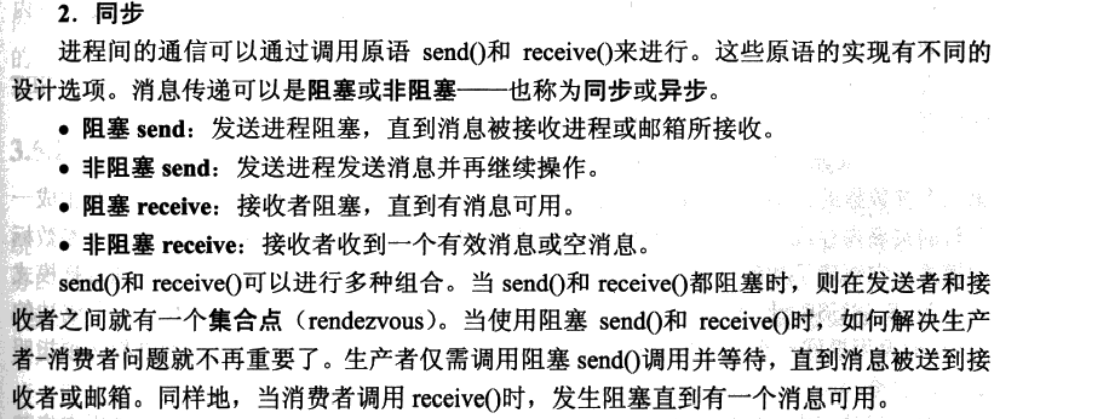 2．同步
进程间的通信可以通过调用原语 send()和 receive()来进行。这些原语的实现有不同的
设计选项。消息传递可以是阻塞或非阻塞——也称为同步或异步。
• 阻塞 send：发送进程阻塞，直到消息被接收进程或邮箱所接收。
• 非阻塞 send：发送进程发送消息并再继续操作。
• 阻塞 receive：接收者阻塞，直到有消息可用。
• 非阻塞 receive：接收者收到一个有效消息或空消息。
send()和 receive()可以进行多种组合。当 send()和 receive()都阻塞时，则在发送者和接
收者之间就有一个集合点（rendezvous）。当使用阻塞 send()和 receive()时，如何解决生产
者-消费者问题就不再重要了。生产者仅需调用阻塞 send()调用并等待，直到消息被送到接
收者或邮箱。同样地，当消费者调用 receive()时，发生阻塞直到有一个消息可用。